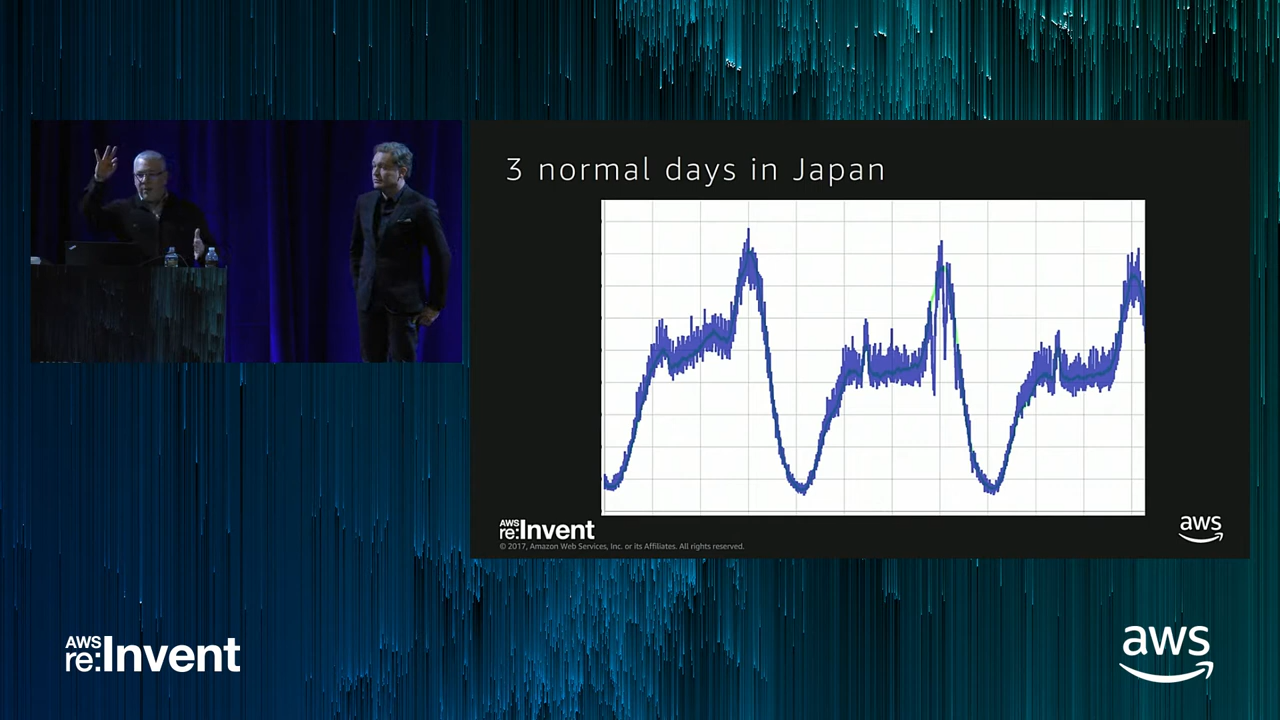 3 normal days in Japan
AWS
re:Invent
© 2017, Amazon Web Services, Inc. or its Affiliates. All rights reserved.
aws
AWS
re:Invent
aws